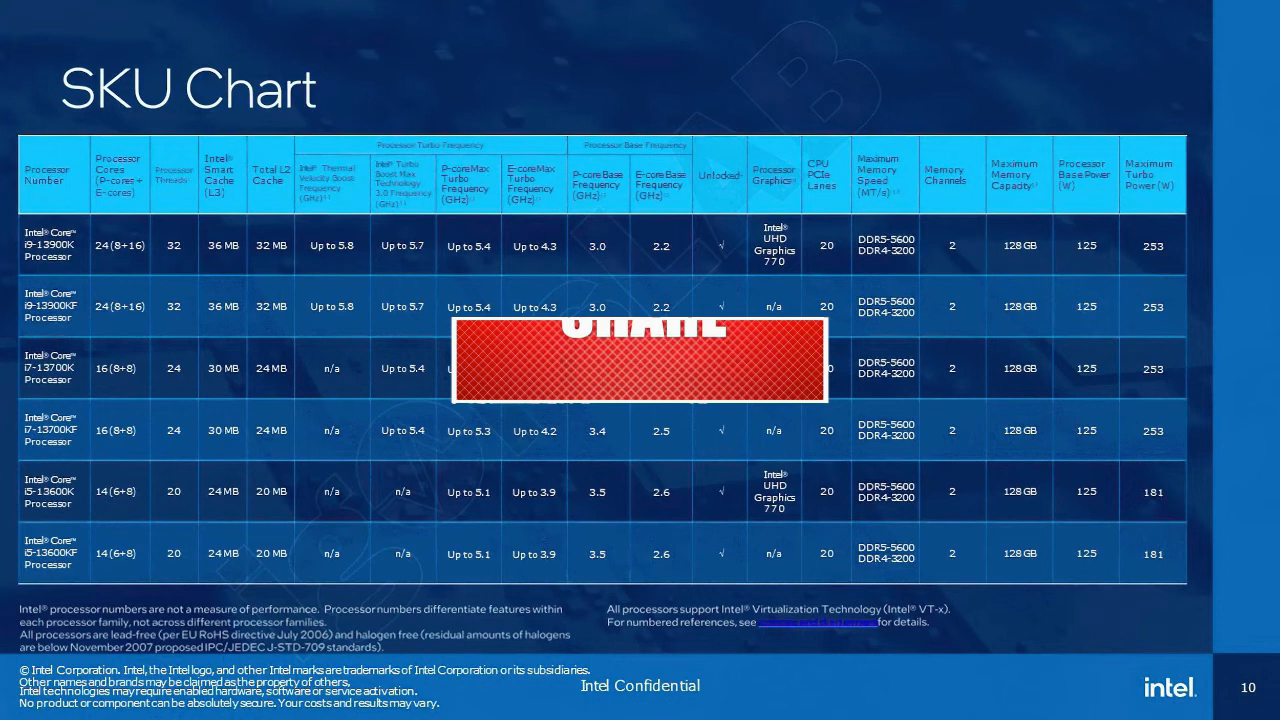 SKU Chart
Processor Turbo Frequency
Processor Base Frequency
Processor Number
Processor Cores (P-cores + E-cores)
Processor Threads
Intel® Smart Cache (L3)
Total L2 Cache
Intel® Thermal Velocity Boost Frequency (GHz)
Intel® Turbo Boost Max Technology 3.0 Frequency (GHz)
P-core Max Turbo Frequency (GHz)
E-core Max Turbo Frequency (GHz)
P-core Base Frequency (GHz)
E-core Base Frequency (GHz)
Unlocked
Processor Graphics
CPU PCIe Lanes
Maximum Memory Speed (MT/s)
Memory Channels
Maximum Memory Capacity
Processor Base Power (W)
Maximum Turbo Power (W)
Intel® Core™ i9-13900K Processor 24 (8+16) 32 36 MB 32 MB Up to 5.8 Up to 5.7 Up to 5.4 Up to 4.3 3.0 2.2 √ Intel® UHD Graphics 770 20 DDR5-5600 DDR4-3200 2 128 GB 125 253
Intel® Core™ i9-13900KF Processor 24 (8+16) 32 36 MB 32 MB Up to 5.8 Up to 5.7 Up to 5.4 Up to 4.3 3.0 2.2 √ n/a 20 DDR5-5600 DDR4-3200 2 128 GB 125 253
Intel® Core™ i7-13700K Processor 16 (8+8) 24 30 MB 24 MB n/a Up to 5.4 DDR5-5600 DDR4-3200 2 128 GB 125 253
Intel® Core™ i7-13700KF Processor 16 (8+8) 24 30 MB 24 MB n/a Up to 5.4 Up to 5.3 Up to 4.2 3.4 2.5 √ n/a 20 DDR5-5600 DDR4-3200 2 128 GB 125 253
Intel® Core™ i5-13600K Processor 14 (6+8) 20 24 MB 20 MB n/a n/a Up to 5.1 Up to 3.9 3.5 2.6 √ Intel® UHD Graphics 770 20 DDR5-5600 DDR4-3200 2 128 GB 125 181
Intel® Core™ i5-13600KF Processor 14 (6+8) 20 24 MB 20 MB n/a n/a Up to 5.1 Up to 3.9 3.5 2.6 √ n/a 20 DDR5-5600 DDR4-3200 2 128 GB 125 181
Intel® processor numbers are not a measure of performance. Processor numbers differentiate features within
each processor family, not across different processor families.
All processors are lead-free (per EU RoHS directive July 2006) and halogen free (residual amounts of halogens
are below November 2007 proposed IPC/JEDEC J-STD-709 standards).
All processors support Intel® Virtualization Technology (Intel® VT-x).
For numbered references, see for details.
© Intel Corporation. Intel, the Intel logo, and other Intel marks are trademarks of Intel Corporation or its subsidiaries.
Other names and brands may be claimed as the property of others.
Intel technologies may require enabled hardware, software or service activation.
No product or component can be absolutely secure. Your costs and results may vary.
Intel Confidential
intel.
10